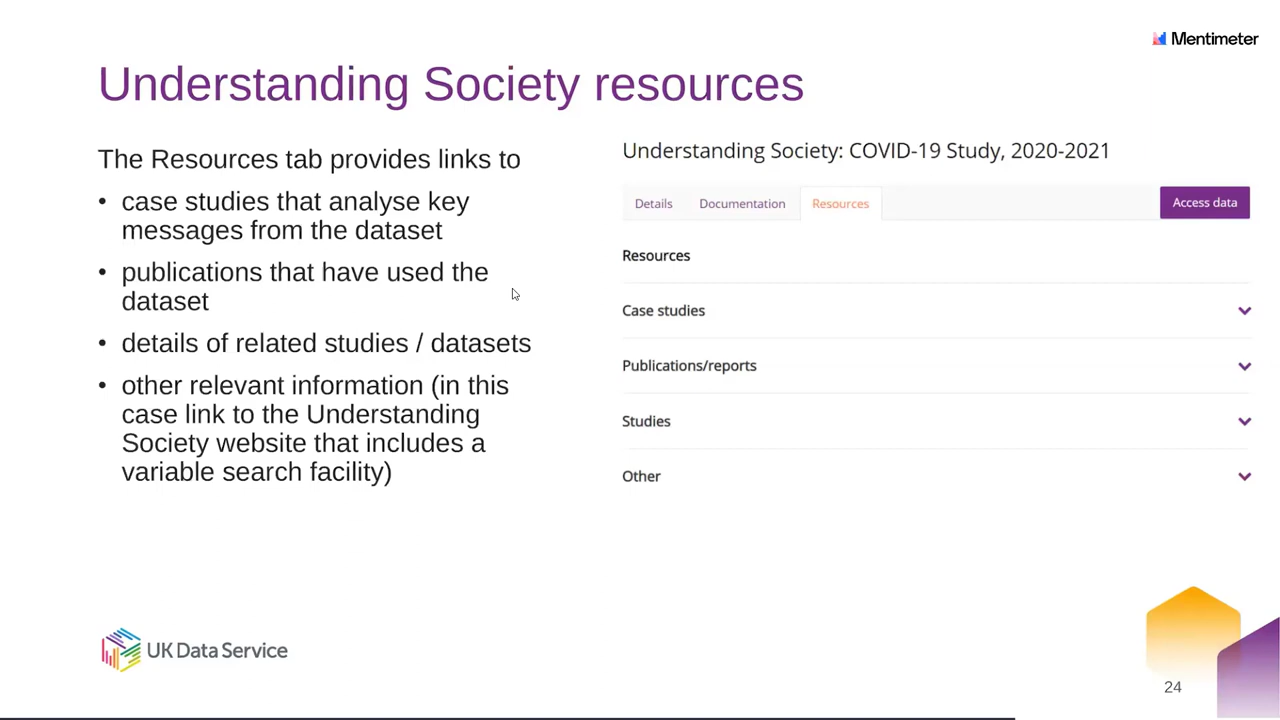 Mentimeter
Understanding Society resources
The Resources tab provides links to
• case studies that analyse key
messages from the dataset
• publications that have used the
dataset
• details of related studies / datasets
• other relevant information (in this
case link to the Understanding
Society website that includes a
variable search facility)
Understanding Society: COVID-19 Study, 2020-2021
Details Documentation Resources Access data
Resources
Case studies
Publications/reports
Studies
Other
UK Data Service
24